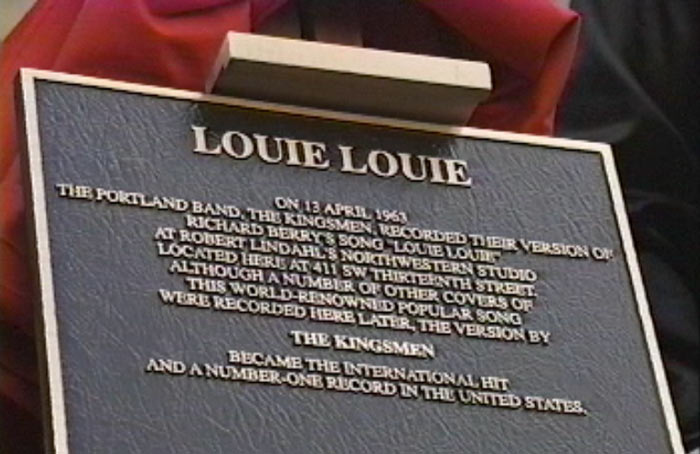 LOUIE LOUIE
ON 13 APRIL 1963
THE PORTLAND BAND, THE KINGSMEN, RECORDED THEIR VERSION OF
RICHARD BERRY'S SONG "LOUIE LOUIE"
AT ROBERT LINDAHL'S NORTHWESTERN STUDIO
LOCATED HERE AT 411 SW THIRTEENTH STREET.
ALTHOUGH A NUMBER OF OTHER COVERS OF
THIS WORLD-RENOWNED POPULAR SONG
WERE RECORDED HERE LATER, THE VERSION BY
THE KINGSMEN
BECAME THE INTERNATIONAL HIT
AND A NUMBER-ONE RECORD IN THE UNITED STATES.